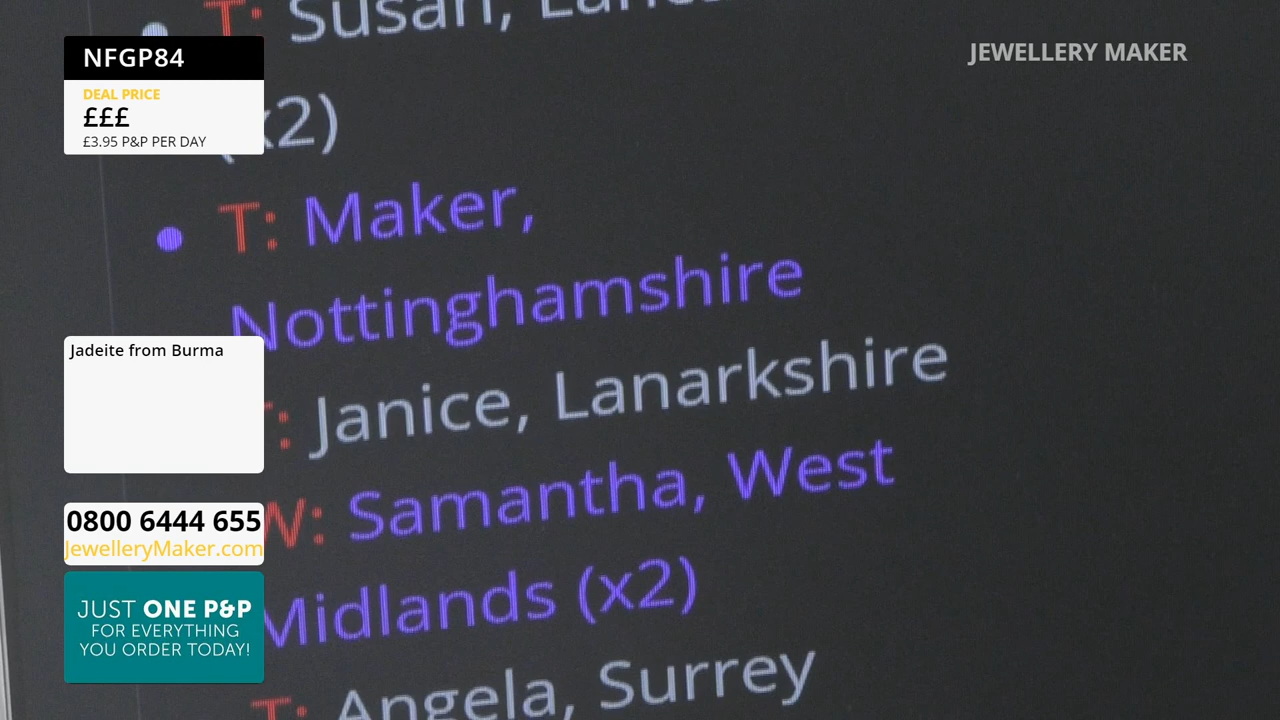 T: Susan,
NFGP84
JEWELLERY MAKER
DEAL PRICE
£££
£3.95 P&P PER DAY
(x2)
T: Maker,
Nottinghamshire
Jadeite from Burma
T: Janice, Lanarkshire
W: Samantha, West
0800 6444 655
JewelleryMaker.com
Midlands (x2)
JUST ONE P&P
FOR EVERYTHING
YOU ORDER TODAY!
T: Angela, Surrey